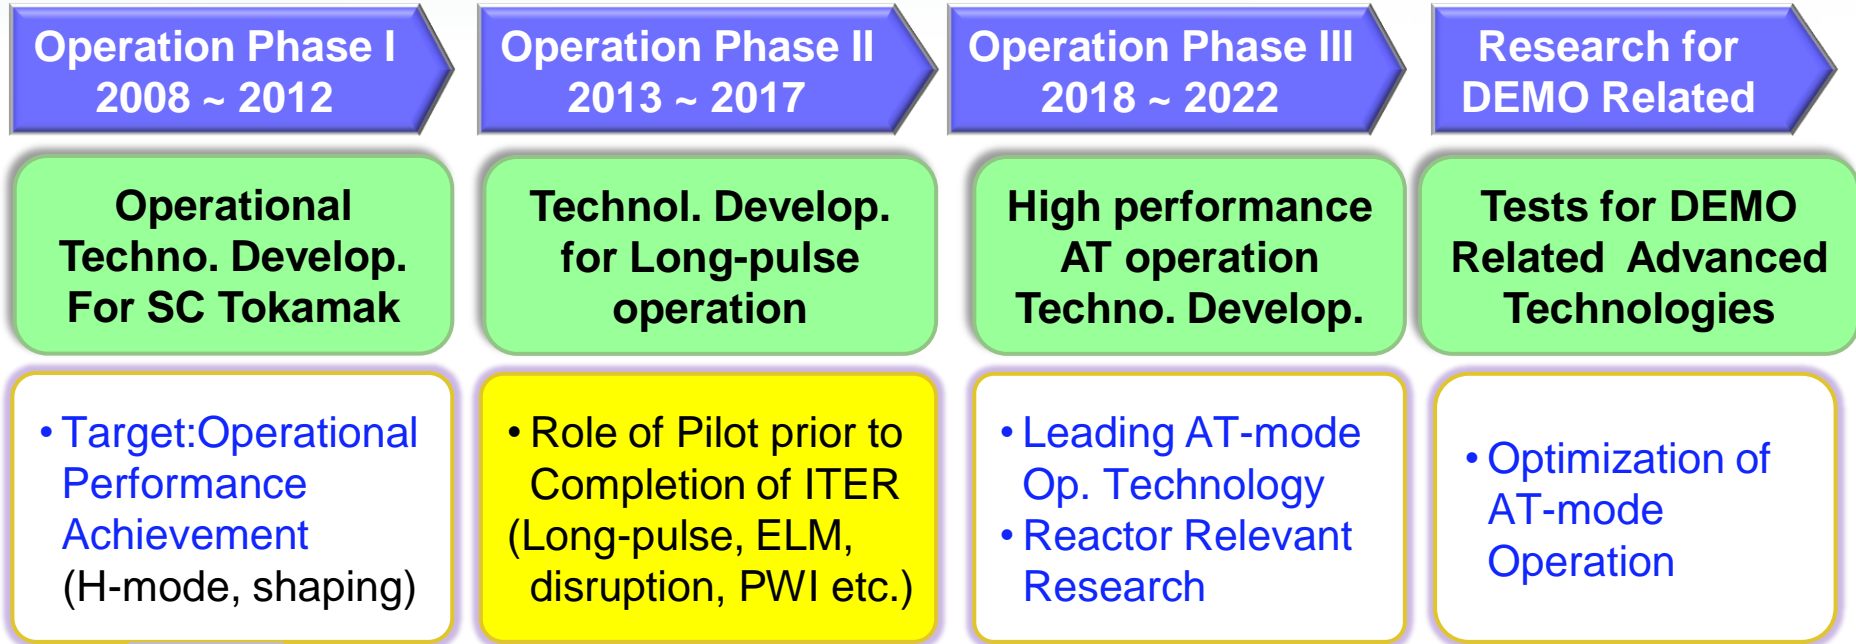 Operation Phase I
2008 ~ 2012
Operation Phase II
2013 ~ 2017
Operation Phase III
2018 ~ 2022
Research for
DEMO Related
Operational
Techno. Develop.
For SC Tokamak
Technol. Develop.
for Long-pulse
operation
High performance
AT operation
Techno. Develop.
Tests for DEMO
Related Advanced
Technologies
• Target:Operational
Performance
Achievement
(H-mode, shaping)
• Role of Pilot prior to
Completion of ITER
(Long-pulse, ELM,
disruption, PWI etc.)
• Leading AT-mode
Op. Technology
• Reactor Relevant
Research
• Optimization of
AT-mode
Operation